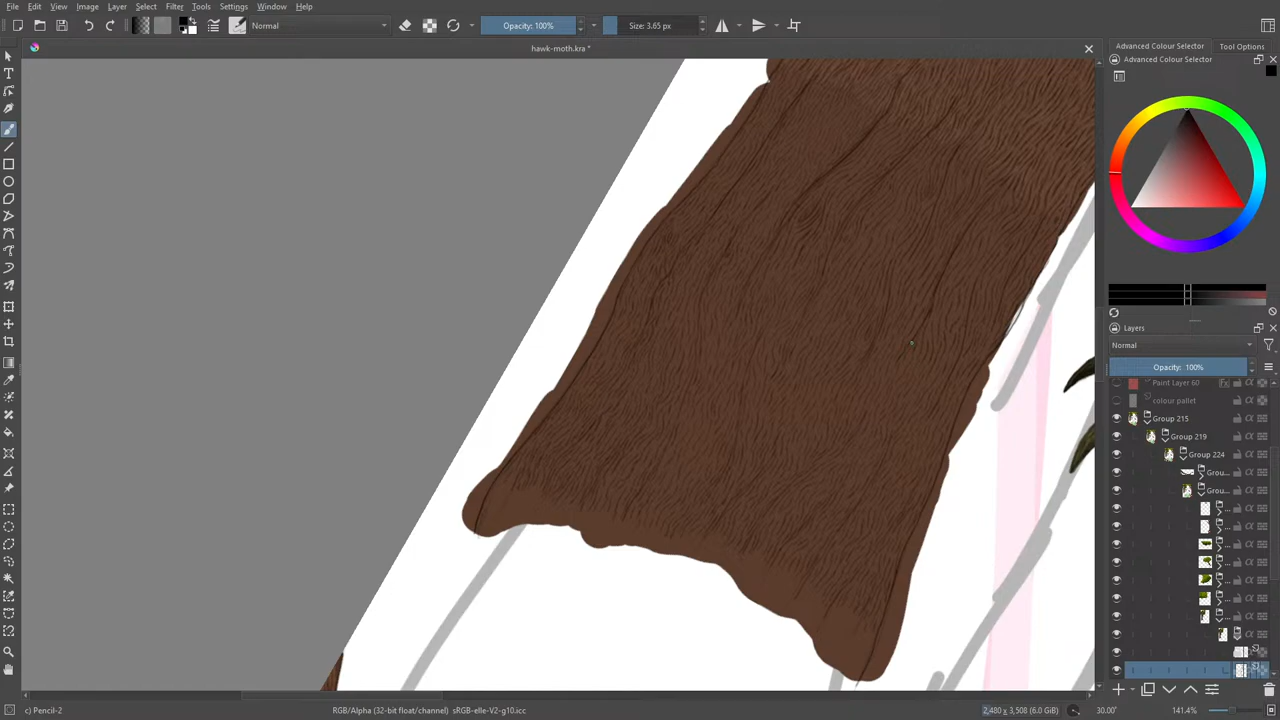 File Edit View Image Layer Select Filter Tools Settings Window Help
Normal Opacity: 100% Size: 3.65 px
hawk-moth.kra *
Advanced Colour Selector Tool Options
Advanced Colour Selector
Layers
Normal
Opacity: 100%
Paint Layer 60
colour pallet
Group 215
Group 219
Group 224
Grou...
Grou...
c) Pencil-2 RGB/Alpha (32-bit float/channel) sRGB-elle-V2-g10.icc 2,480 x 3,508 (6.0 GiB) 30.00° 141.4%